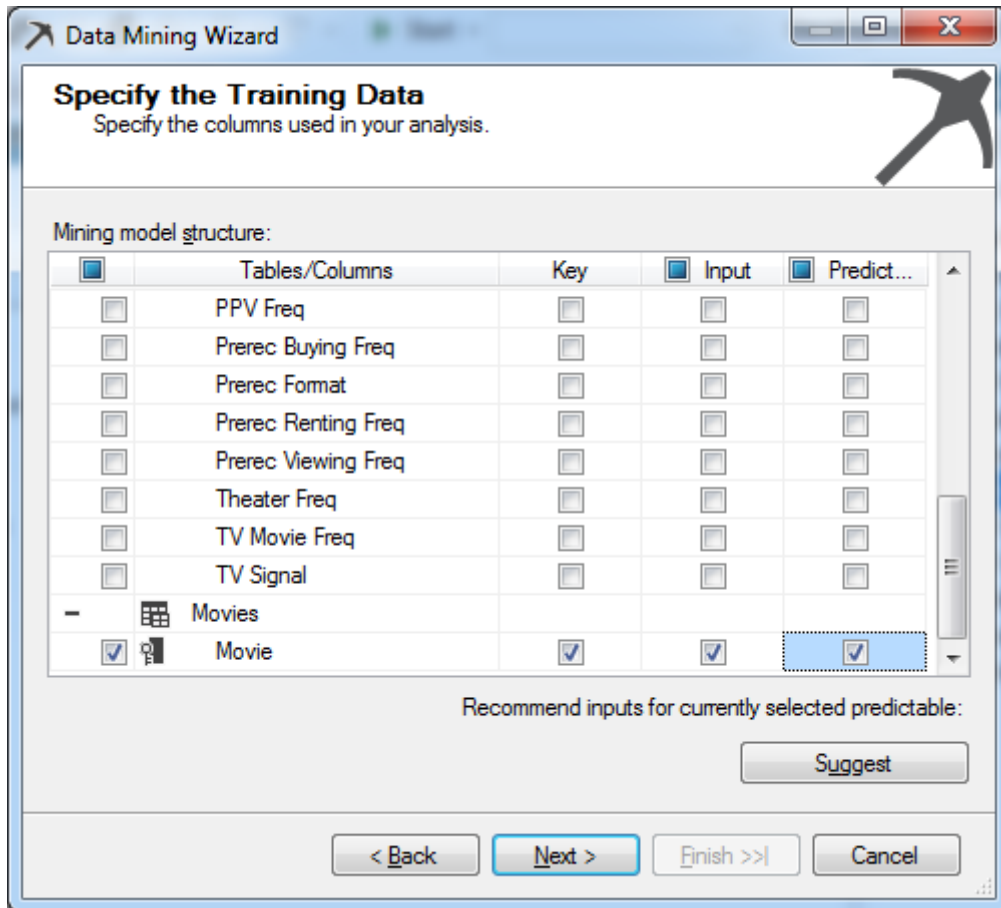 Data Mining Wizard
Specify the Training Data
Specify the columns used in your analysis.
Mining model structure:
Tables/Columns Key Input Predict...
PPV Freq
Prerec Buying Freq
Prerec Format
Prerec Renting Freq
Prerec Viewing Freq
Theater Freq
TV Movie Freq
TV Signal
Movies
Movie
Recommend inputs for currently selected predictable:
Suggest
< Back Next > Finish >>| Cancel